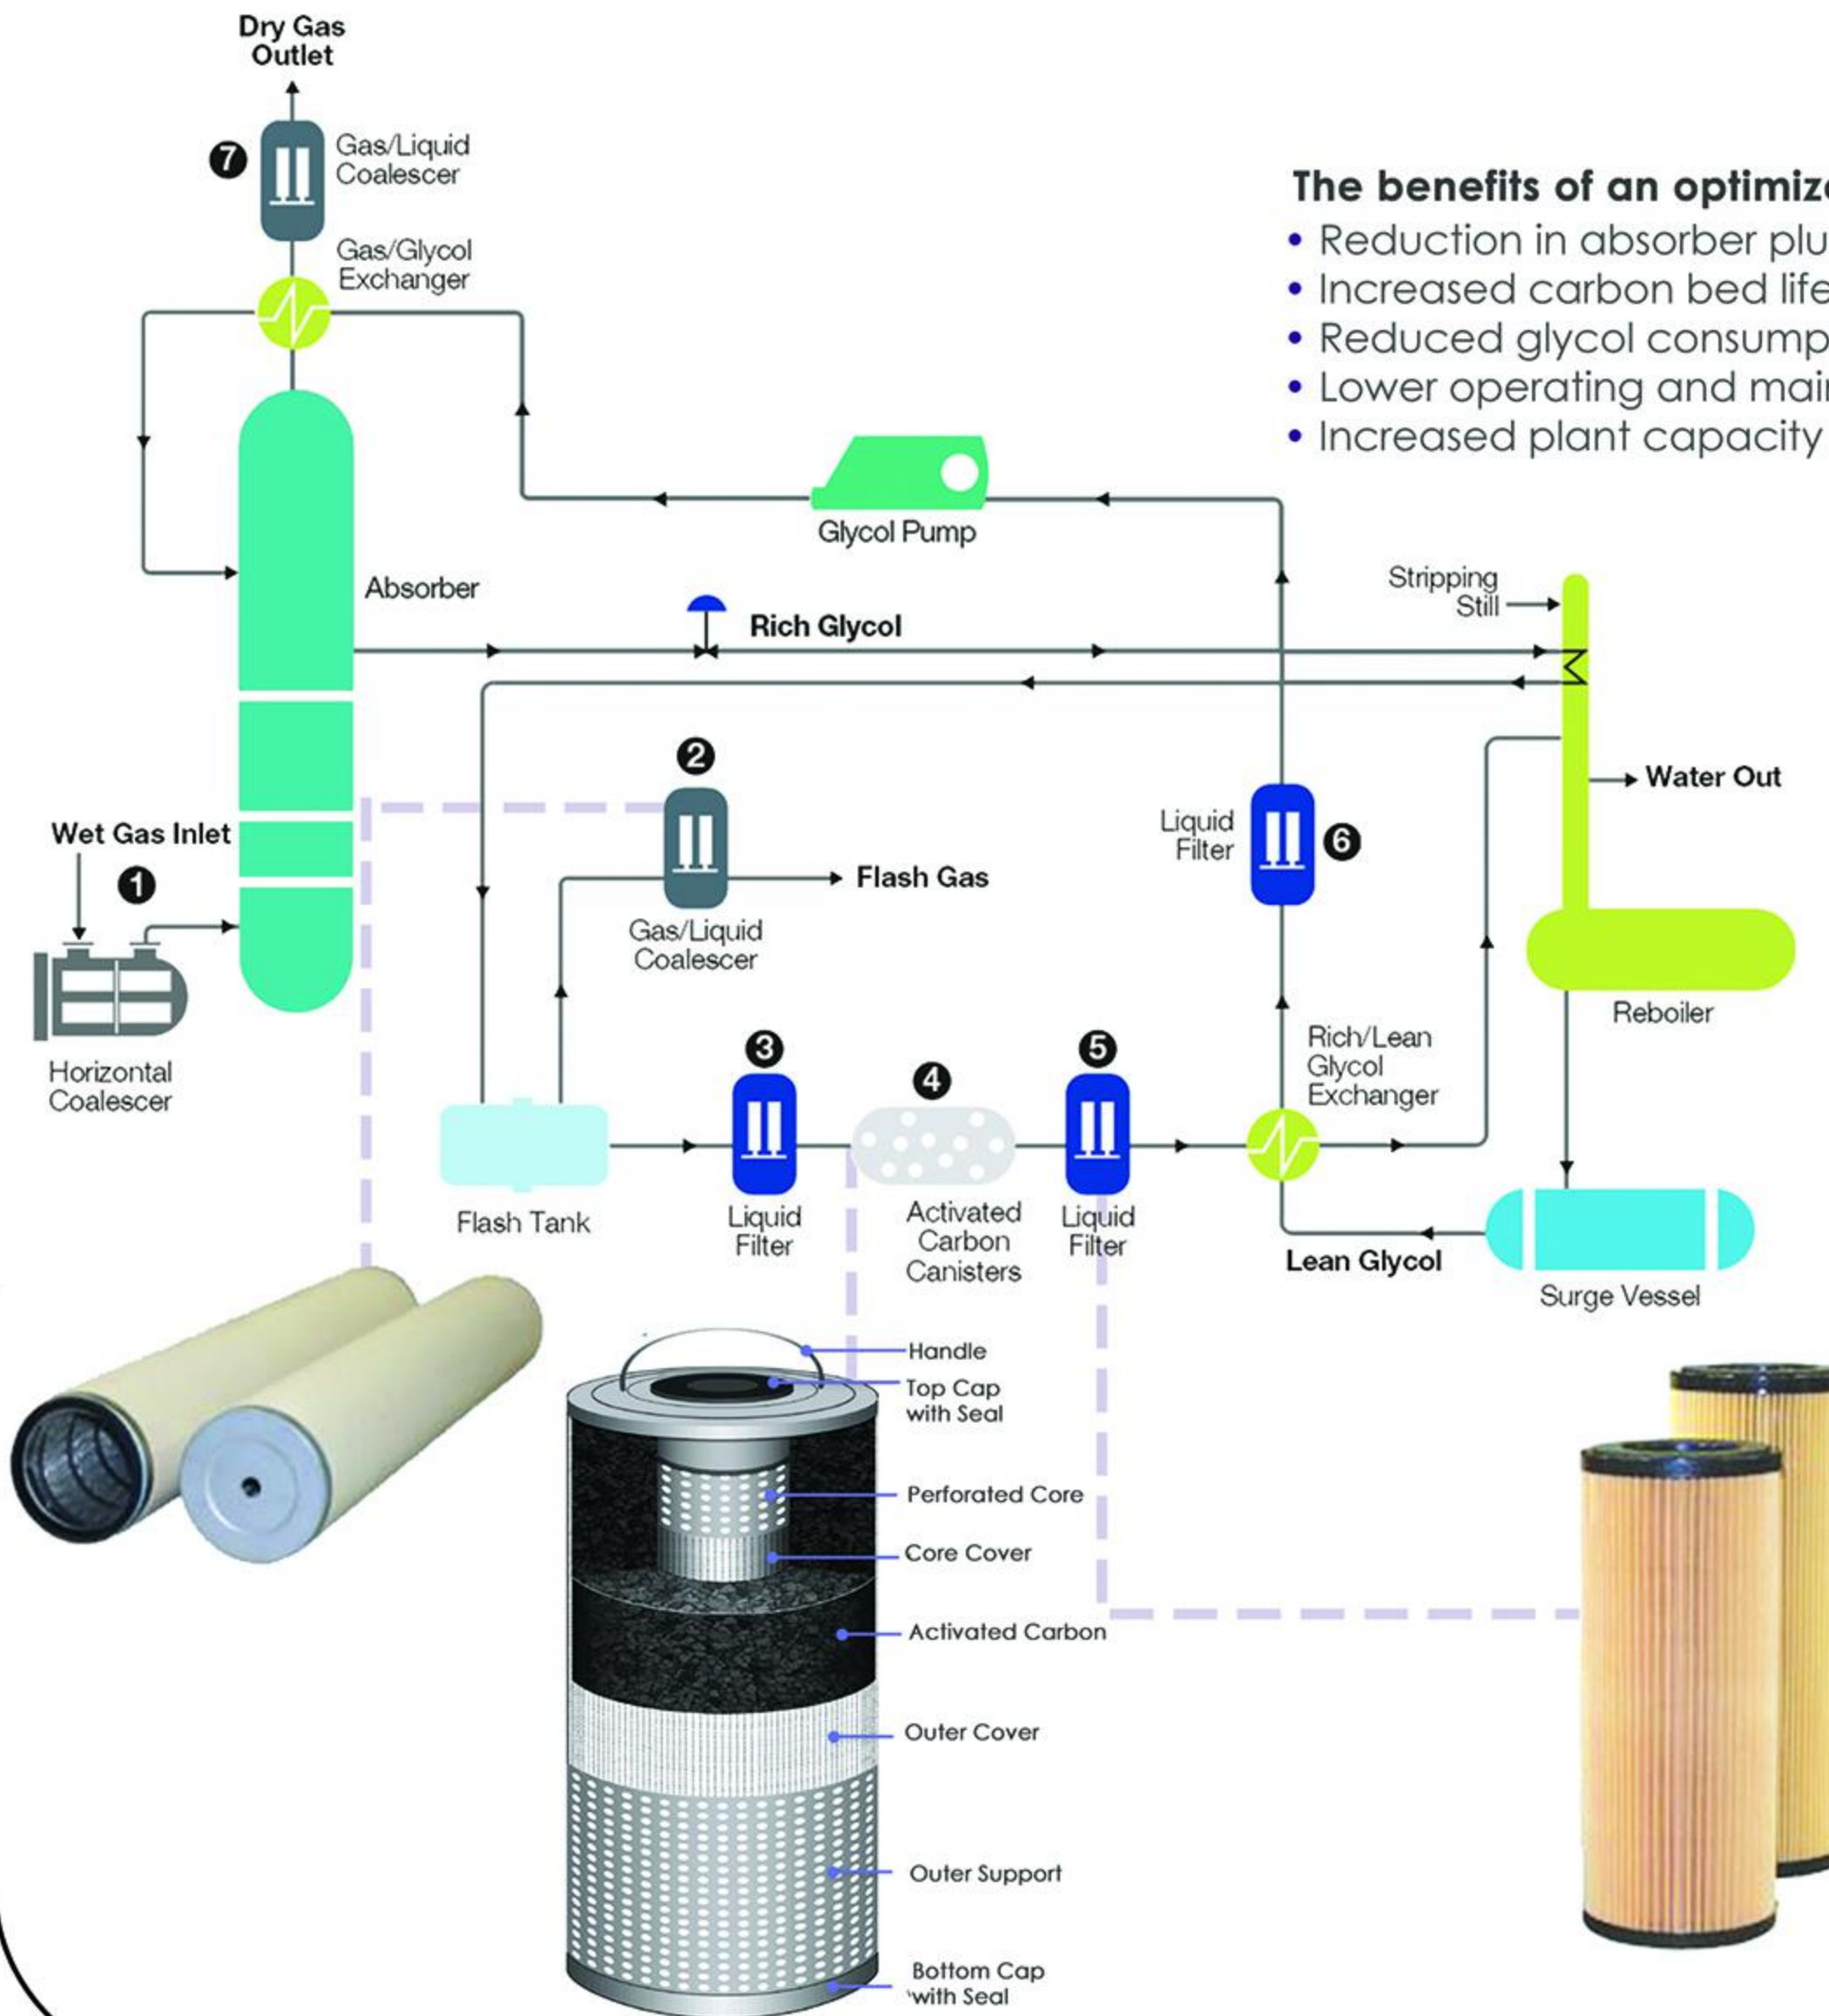 Dry Gas
Outlet
7
Gas/Liquid
Coalescer
Gas/Glycol
Exchanger
The benefits of an
• Reduction in absorber
• Increased carbon bed life
• Reduced glycol
• Lower operating and
• Increased plant capacity
Glycol Pump
Absorber
Rich Glycol
Stripping
Still
2
Wet Gas Inlet
1
Water Out
Liquid
Filter
6
Flash Gas
Gas/Liquid
Coalescer
Horizontal
Coalescer
Reboiler
3
4
5
Rich/Lean
Glycol
Exchanger
Flash Tank
Liquid
Filter
Activated
Carbon
Canisters
Liquid
Filter
Lean Glycol
Surge Vessel
Handle
Top Cap
with Seal
Perforated Core
Core Cover
Activated Carbon
Outer Cover
Outer Support
Bottom Cap
with Seal